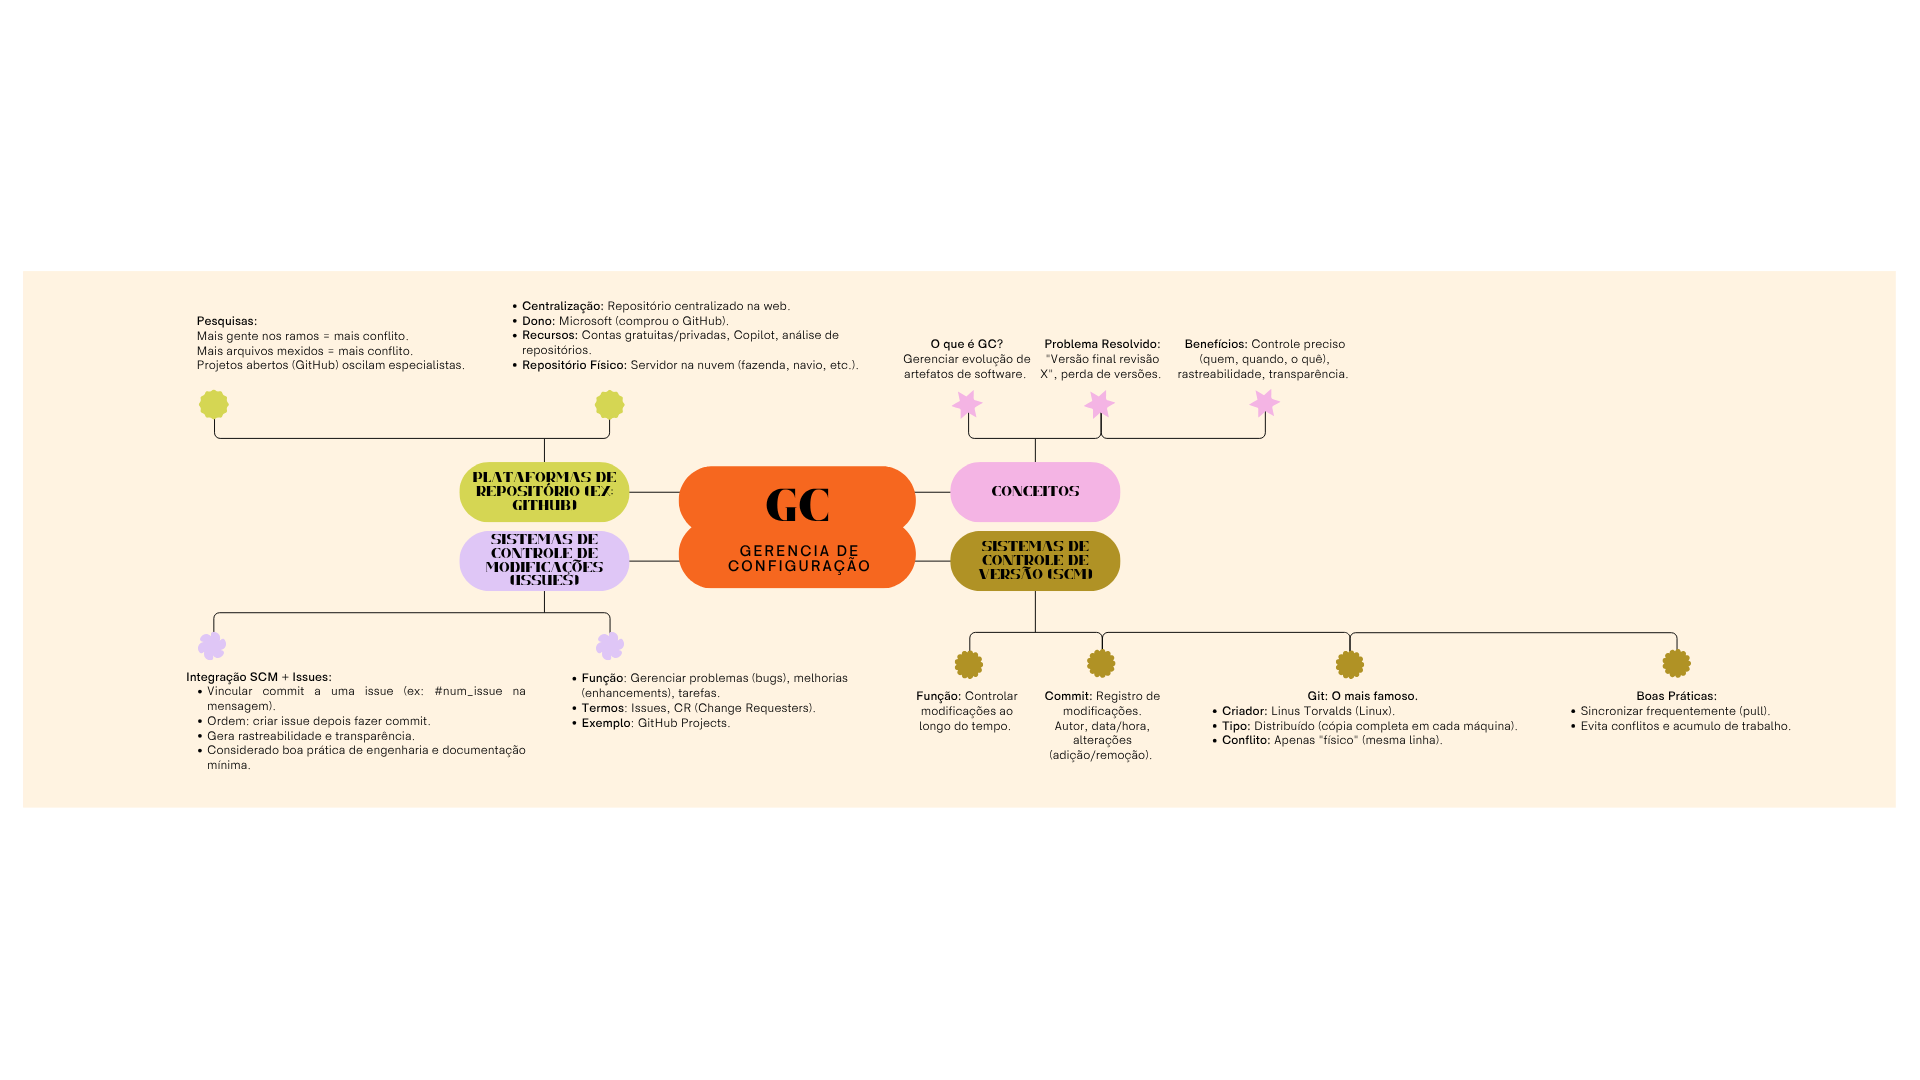 Pesquisas:
Mais gente nos ramos = mais conflito.
Mais arquivos mexidos = mais conflito.
Projetos abertos (GitHub) oscilam especialistas.
• Centralização: Repositório centralizado na web.
• Dono: Microsoft (comprou o GitHub).
• Recursos: Contas gratuitas/privadas, Copilot, análise de
repositórios.
• Repositório Físico: Servidor na nuvem (fazenda, navio, etc.).
O que é GC?
Gerenciar evolução de
artefatos de software.
Problema Resolvido:
"Versão final revisão
X", perda de versões.
Benefícios: Controle preciso
(quem, quando, o quê),
rastreabilidade, transparência.
PLATAFORMAS DE
REPOSITÓRIO (EX:
GITHUB)
GC
GERENCIA DE
CONFIGURAÇÃO
CONCEITOS
SISTEMAS DE
CONTROLE DE
MODIFICAÇÕES
(ISSUES)
SISTEMAS DE
CONTROLE DE
VERSÃO (SCM)
Integração SCM + Issues:
• Vincular commit a uma issue (ex: #num_issue na
mensagem).
• Ordem: criar issue depois fazer commit.
• Gera rastreabilidade e transparência.
• Considerado boa prática de engenharia e documentação
mínima.
• Função: Gerenciar problemas (bugs), melhorias
(enhancements), tarefas.
• Termos: Issues, CR (Change Requesters).
• Exemplo: GitHub Projects.
Função: Controlar
modificações ao
longo do tempo.
Commit: Registro de
modificações.
Autor, data/hora,
alterações
(adição/remoção).
Git: O mais famoso.
• Criador: Linus Torvalds (Linux).
• Tipo: Distribuído (cópia completa em cada máquina).
• Conflito: Apenas "físico" (mesma linha).
Boas Práticas:
• Sincronizar frequentemente (pull).
• Evita conflitos e acumulo de trabalho.